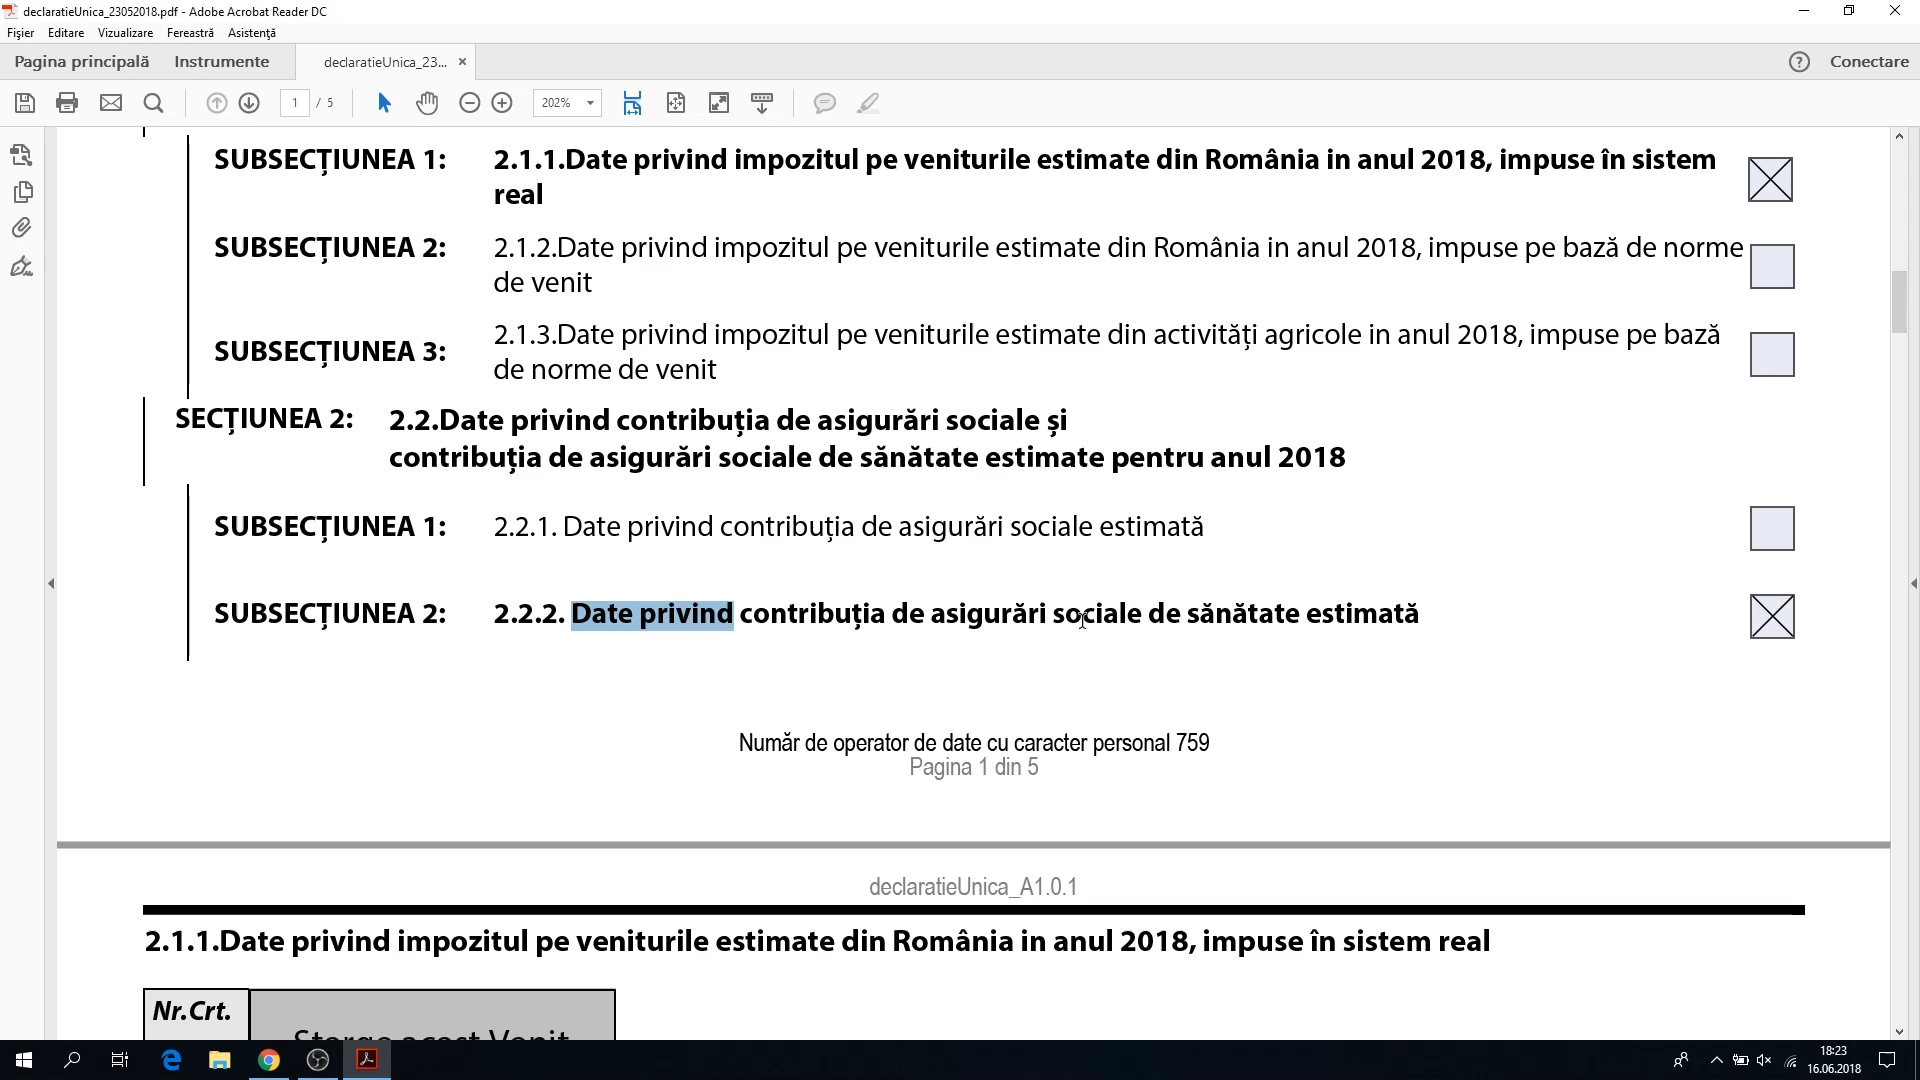 declaratieUnica_23052018.pdf - Adobe Acrobat Reader DC
Fișier Editare Vizualizare Fereastră Asistență
Pagina principală Instrumente declaratieUnica_23... × ? Conectare
1 / 5 202%
SUBSECȚIUNEA 1: 2.1.1.Date privind impozitul pe veniturile estimate din România in anul 2018, impuse în sistem
real
SUBSECȚIUNEA 2: 2.1.2.Date privind impozitul pe veniturile estimate din România in anul 2018, impuse pe bază de norme
de venit
SUBSECȚIUNEA 3: 2.1.3.Date privind impozitul pe veniturile estimate din activități agricole in anul 2018, impuse pe bază
de norme de venit
SECȚIUNEA 2: 2.2.Date privind contribuția de asigurări sociale și
contribuția de asigurări sociale de sănătate estimate pentru anul 2018
SUBSECȚIUNEA 1: 2.2.1. Date privind contribuția de asigurări sociale estimată
SUBSECȚIUNEA 2: 2.2.2. Date privind contribuția de asigurări sociale de sănătate estimată
Număr de operator de date cu caracter personal 759
Pagina 1 din 5
declaratieUnica_A1.0.1
2.1.1.Date privind impozitul pe veniturile estimate din România in anul 2018, impuse în sistem real
Nr.Crt.
Sterge acest Venit
18:23
16.06.2018